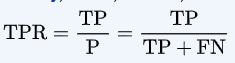 TPR = TP / P = TP / (TP + FN)